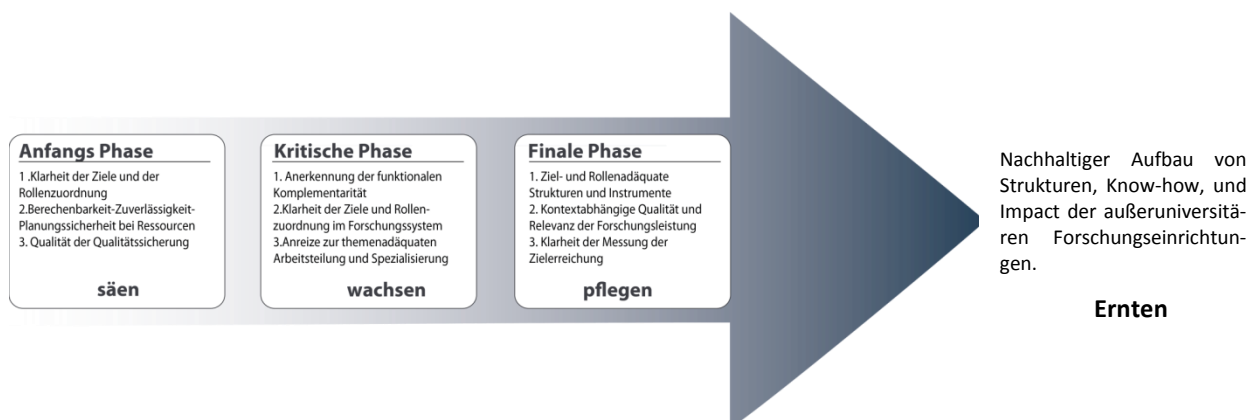 Anfangs Phase
1 .Klarheit der Ziele und der
Rollenzuordnung
2.Berechenbarkeit-Zuverlässigkeit-
Planungssicherheit bei Ressourcen
3. Qualität der Qualitätssicherung
säen
Kritische Phase
1. Anerkennung der funktionalen
Komplementarität
2.Klarheit der Ziele und Rollen-
zuordnung im Forschungssystem
3.Anreize zur themenadäquaten
Arbeitsteilung und Spezialisierung
wachsen
Finale Phase
1. Ziel- und Rollenadäquate
Strukturen und Instrumente
2. Kontextabhängige Qualität und
Relevanz der Forschungsleistung
3. Klarheit der Messung der
Zielerreichung
pflegen
Nachhaltiger Aufbau von
Strukturen, Know-how, und
Impact der außeruniversitä-
ren Forschungseinrichtun-
gen.
Ernten